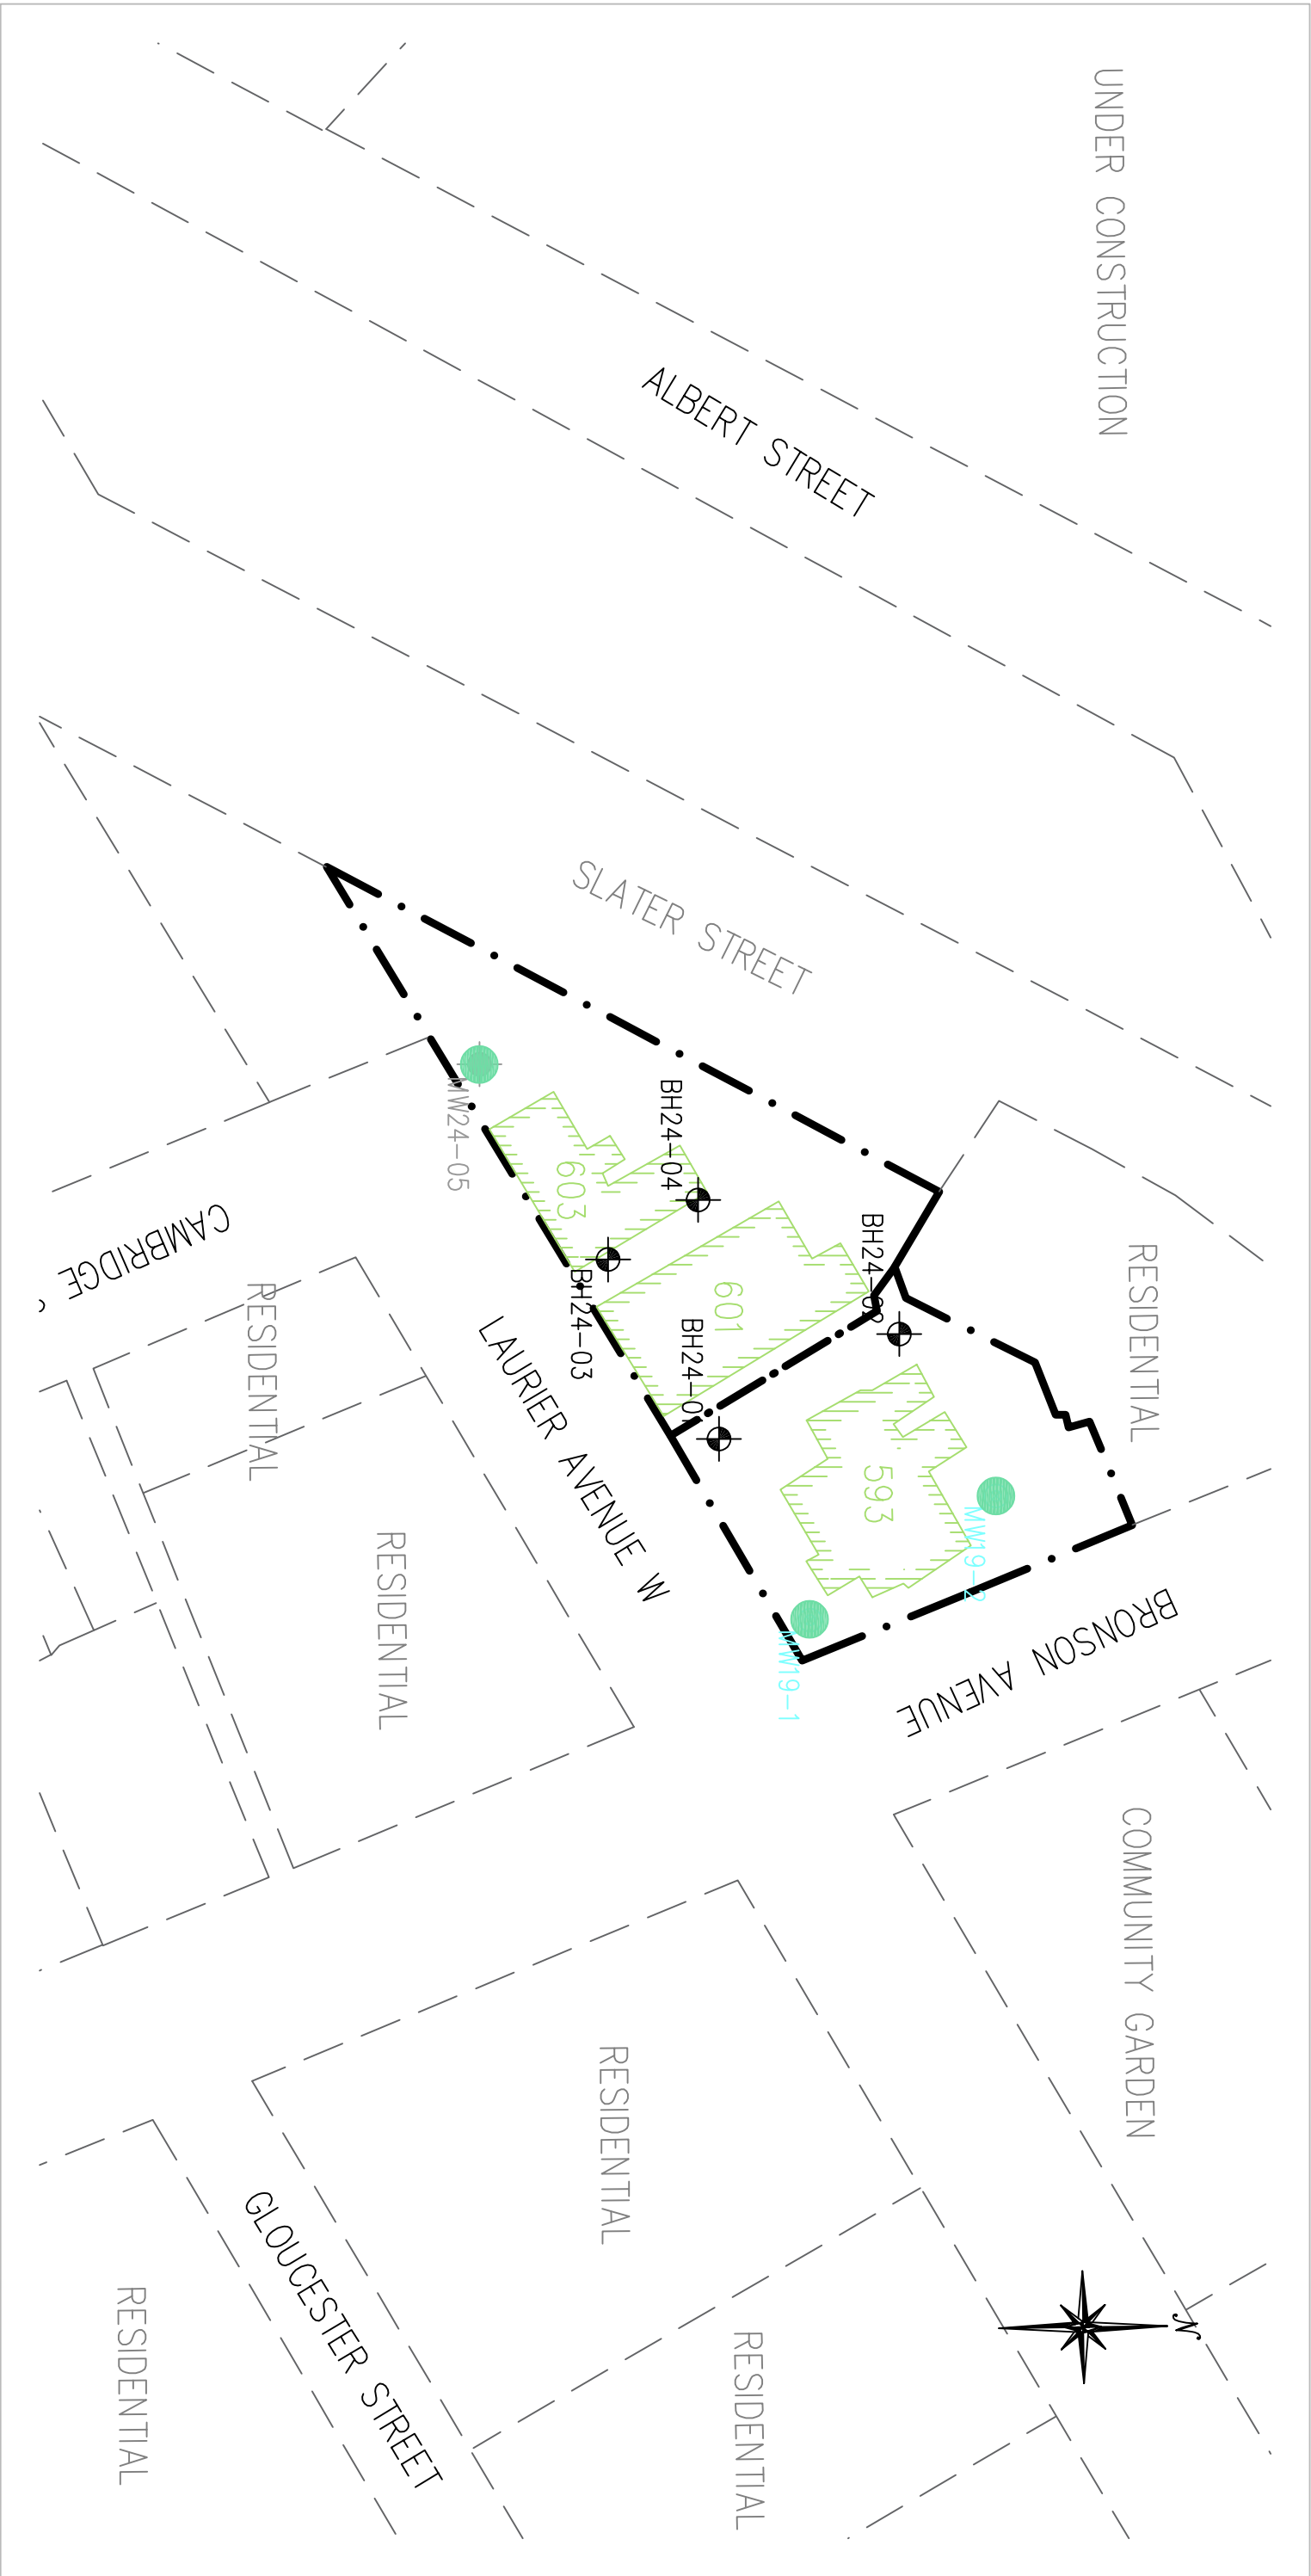 UNDER CONSTRUCTION
ALBERT STREET
SLATER STREET
RESIDENTIAL
BH24-04
BH24-02
MW24-05
603
601
BH24-03
593
MW19-2
MW19-1
BRONSON AVENUE
LAURIER AVENUE W
CAMBRIDGE
RESIDENTIAL
RESIDENTIAL
COMMUNITY GARDEN
RESIDENTIAL
N
GLOUCESTER STREET
RESIDENTIAL
RESIDENTIAL